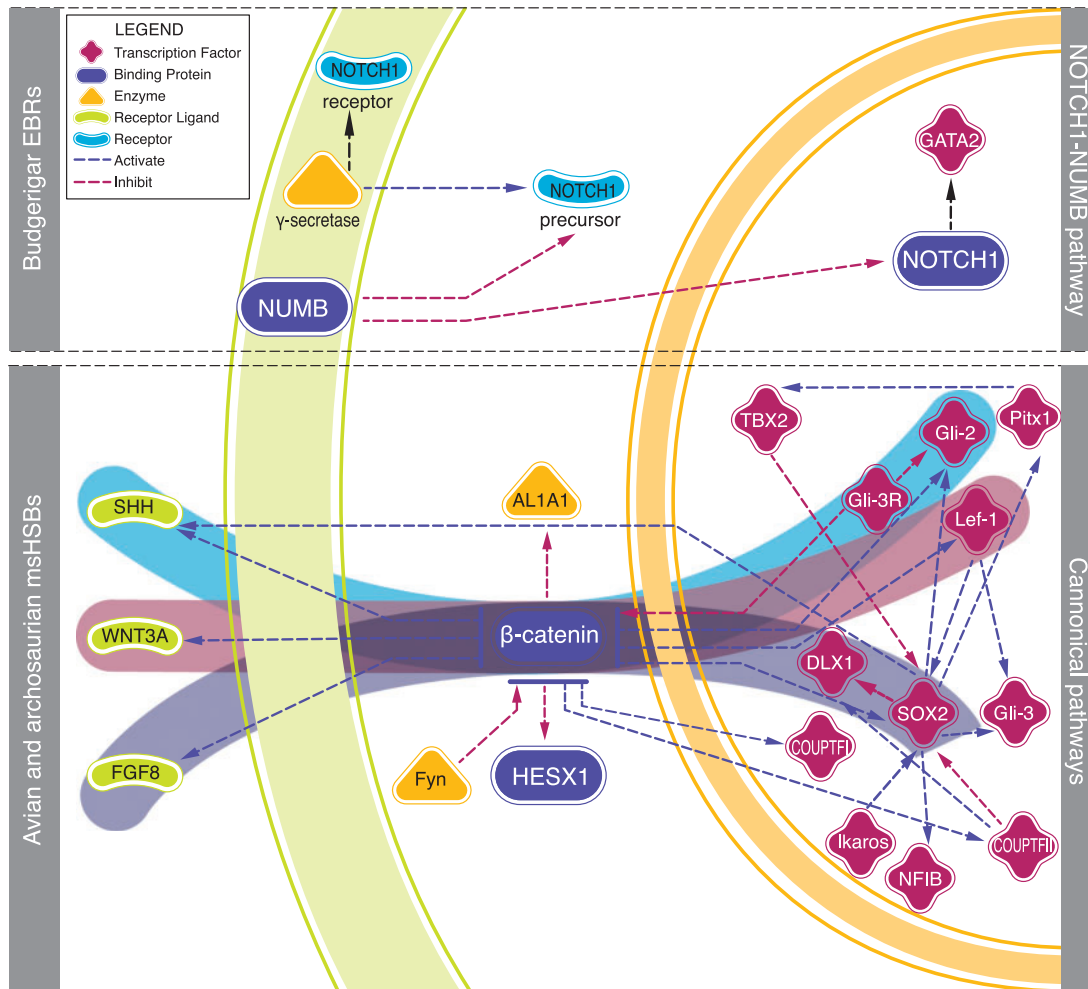 LEGEND
Transcription Factor
Binding Protein
Enzyme
Receptor Ligand
Receptor
Activate
Inhibit
Budgerigar EBRs
NOTCH1-NUMB pathway
NOTCH1
receptor
γ-secretase
NOTCH1
precursor
NUMB
GATA2
NOTCH1
Avian and archosaurian msHSBs
Cannonical pathways
TBX2
Pitx1
Gli-2
Gli-3R
Lef-1
SHH
AL1A1
WNT3A
β-catenin
DLX1
SOX2
Gli-3
COUPTFI
FGF8
Fyn
HESX1
Ikaros
COUPTFII
NFIB